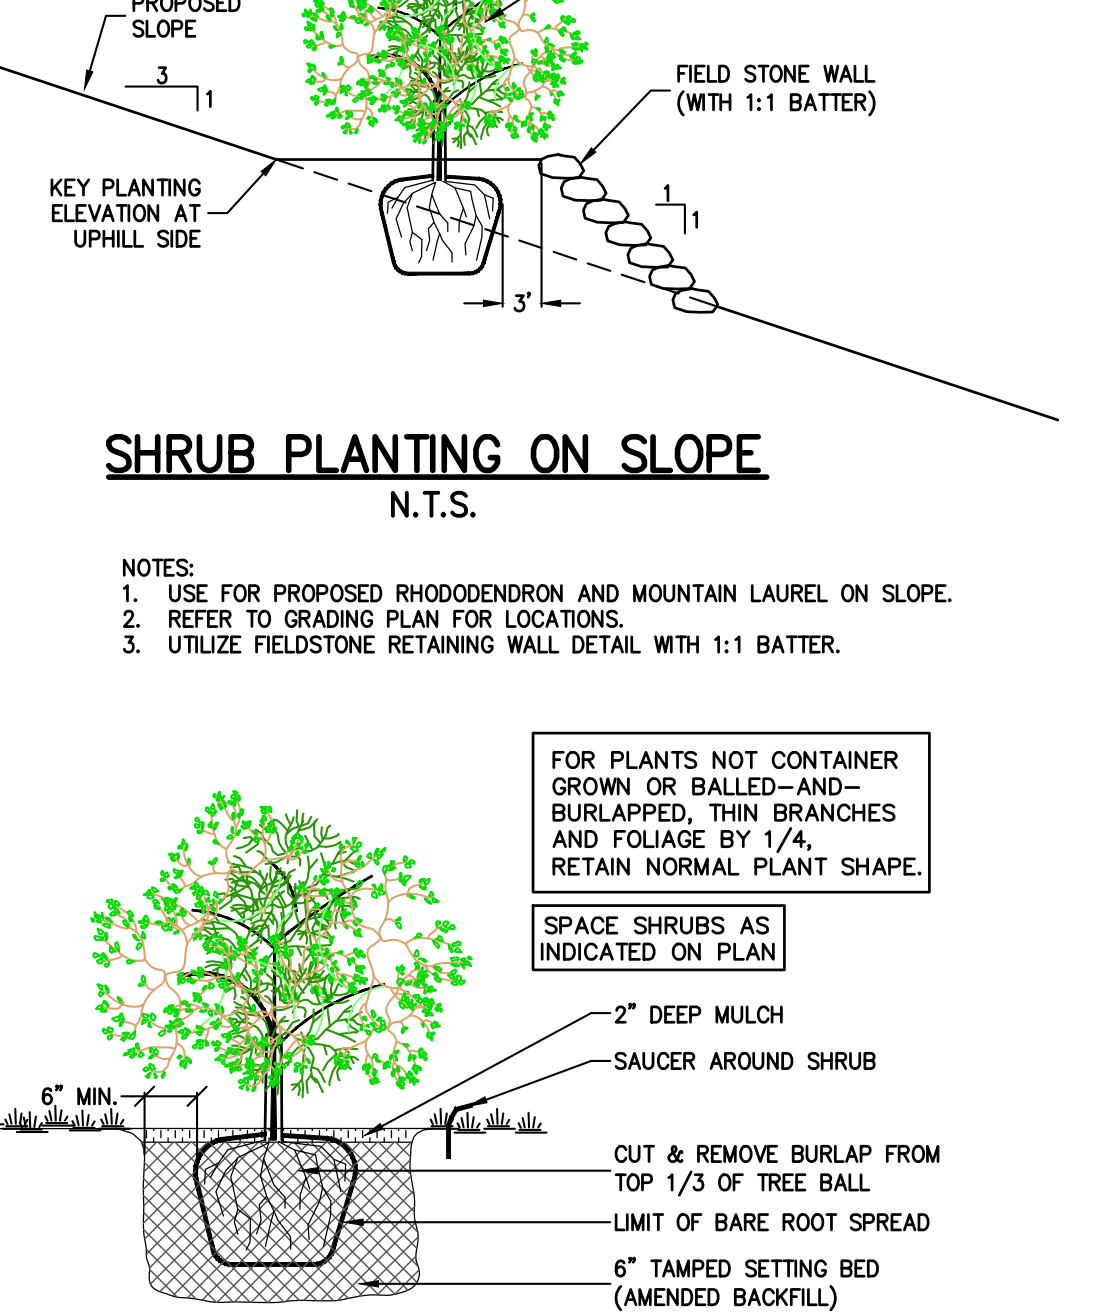 PROPOSED
SLOPE
3
1
FIELD STONE WALL
(WITH 1:1 BATTER)
KEY PLANTING
ELEVATION AT
UPHILL SIDE
1
1
3'
SHRUB PLANTING ON SLOPE
N.T.S.
NOTES:
1. USE FOR PROPOSED RHODODENDRON AND MOUNTAIN LAUREL ON SLOPE.
2. REFER TO GRADING PLAN FOR LOCATIONS.
3. UTILIZE FIELDSTONE RETAINING WALL DETAIL WITH 1:1 BATTER.
FOR PLANTS NOT CONTAINER
GROWN OR BALLED-AND-
BURLAPPED, THIN BRANCHES
AND FOLIAGE BY 1/4,
RETAIN NORMAL PLANT SHAPE.
SPACE SHRUBS AS
INDICATED ON PLAN
2" DEEP MULCH
SAUCER AROUND SHRUB
6" MIN.
CUT & REMOVE BURLAP FROM
TOP 1/3 OF TREE BALL
LIMIT OF BARE ROOT SPREAD
6" TAMPED SETTING BED
(AMENDED BACKFILL)